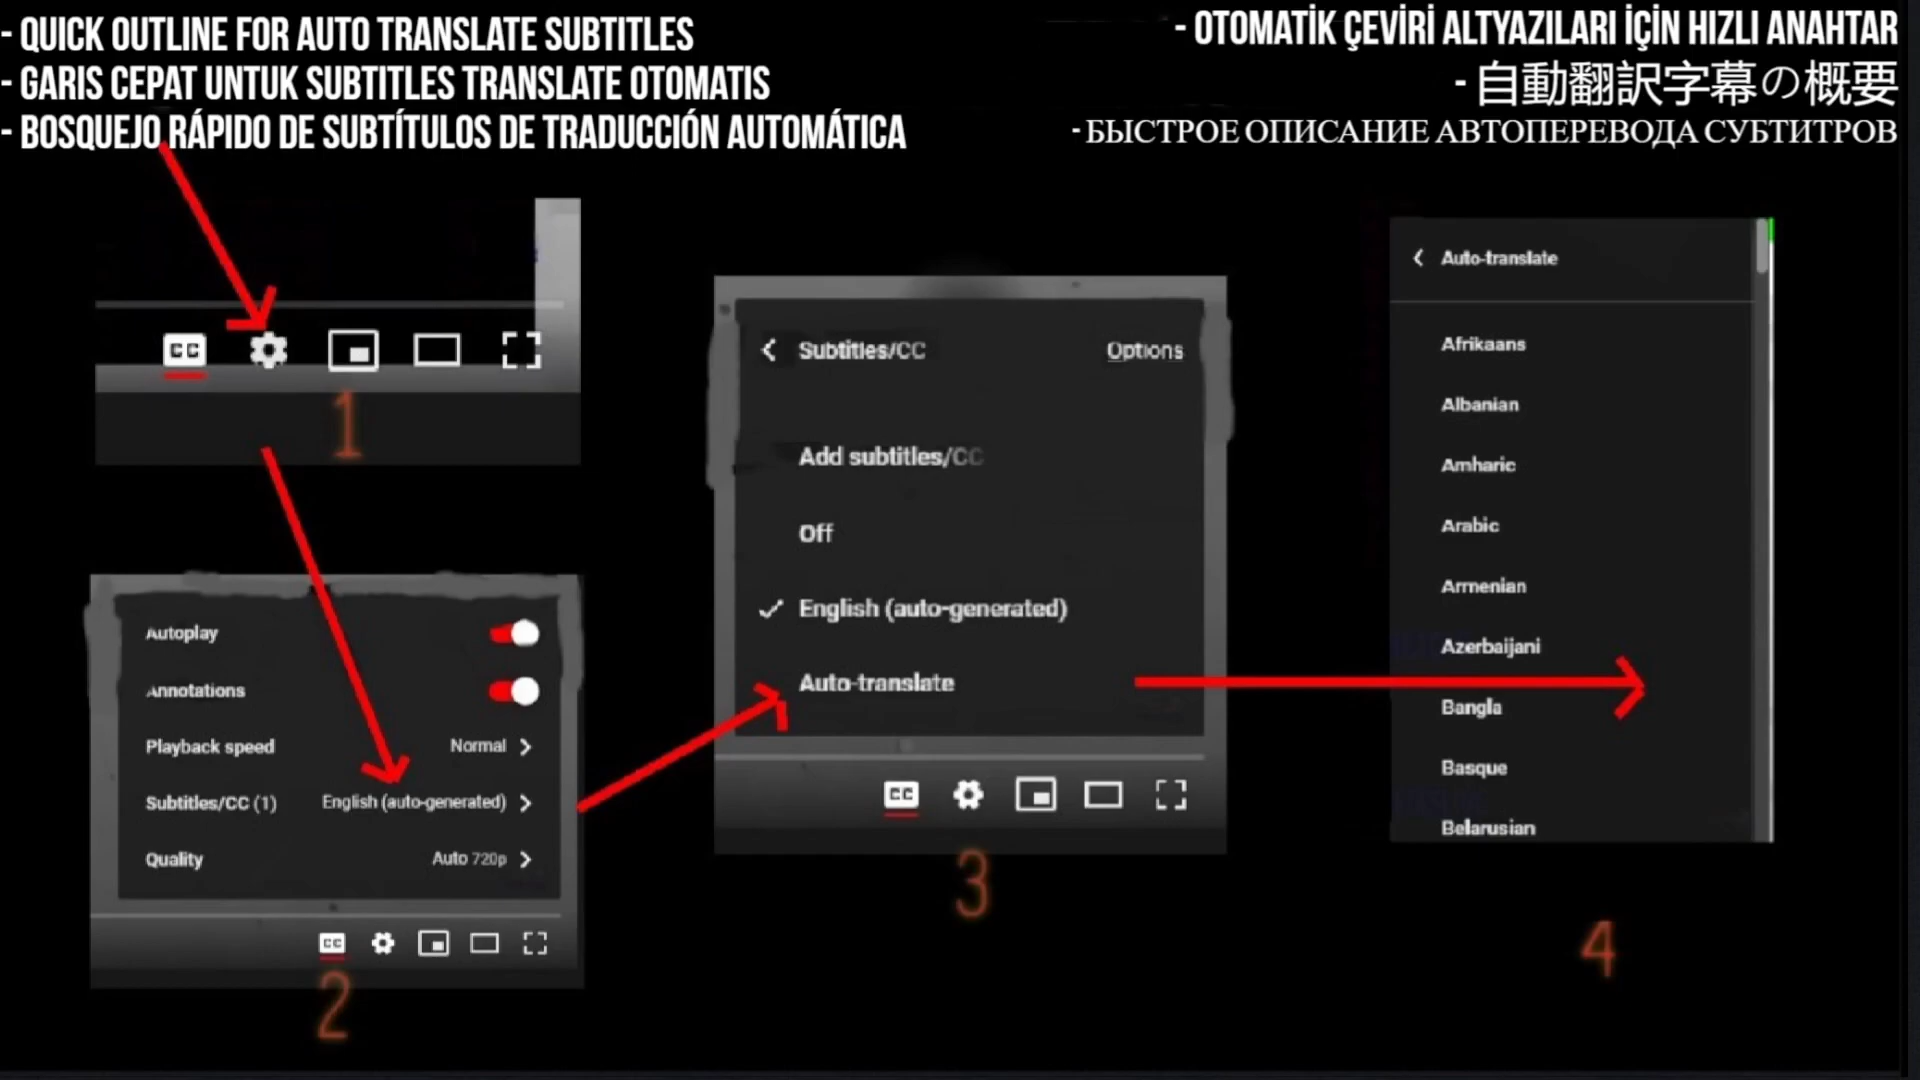 - QUICK OUTLINE FOR AUTO TRANSLATE SUBTITLES
- GARIS CEPAT UNTUK SUBTITLES TRANSLATE OTOMATIS
- BOSQUEJO RÁPIDO DE SUBTÍTULOS DE TRADUCCIÓN AUTOMÁTICA
- OTOMATİK ÇEVİRİ ALTYAZILARI İÇİN HIZLI ANAHTAR
- 自動翻訳字幕の概要
- БЫСТРОЕ ОПИСАНИЕ АВТОПЕРЕВОДА СУБТИТРОВ
CC
1
Autoplay
Annotations
Playback speed Normal
Subtitles/CC (1) English (auto-generated)
Quality Auto 720p
CC
2
Subtitles/CC Options
Add subtitles/CC
Off
English (auto-generated)
Auto-translate
CC
3
Auto-translate
Afrikaans
Albanian
Amharic
Arabic
Armenian
Azerbaijani
Bangla
Basque
Belarusian
4